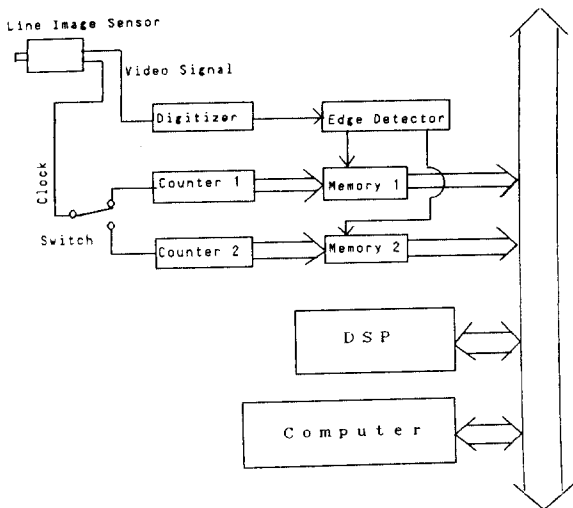 Line Image Sensor
Video Signal
Digitizer
Edge Detector
Clock
Counter 1
Memory 1
Switch
Counter 2
Memory 2
DSP
Computer